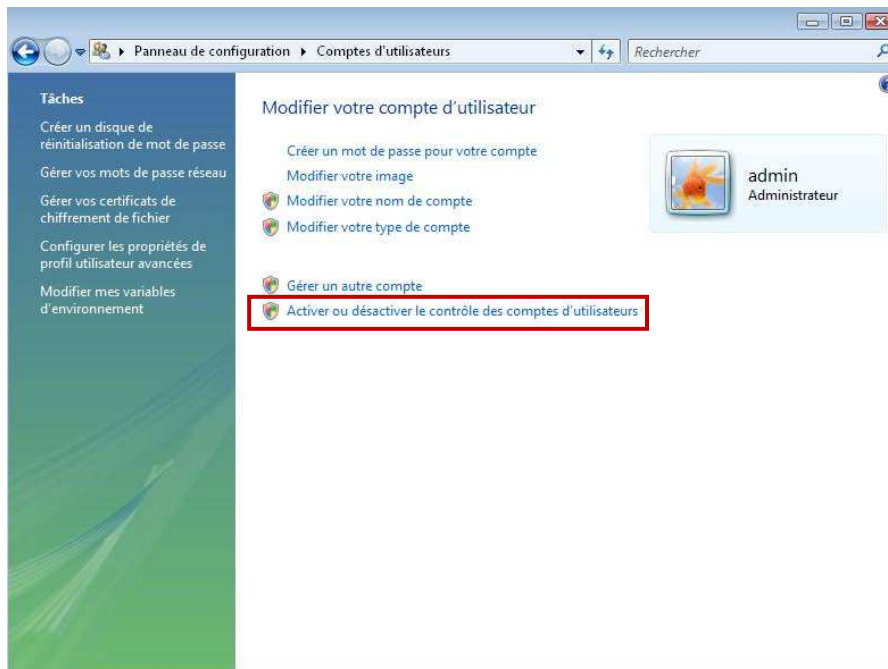 Panneau de configuration
Comptes d'utilisateurs
Rechercher
Tâches
Créer un disque de
réinitialisation de mot de passe
Gérer vos mots de passe réseau
Gérer vos certificats de
chiffrement de fichier
Configurer les propriétés de
profil utilisateur avancées
Modifier mes variables
d'environnement
Modifier votre compte d'utilisateur
Créer un mot de passe pour votre compte
Modifier votre image
Modifier votre nom de compte
Modifier votre type de compte
Gérer un autre compte
Activer ou désactiver le contrôle des comptes d'utilisateurs
admin
Administrateur